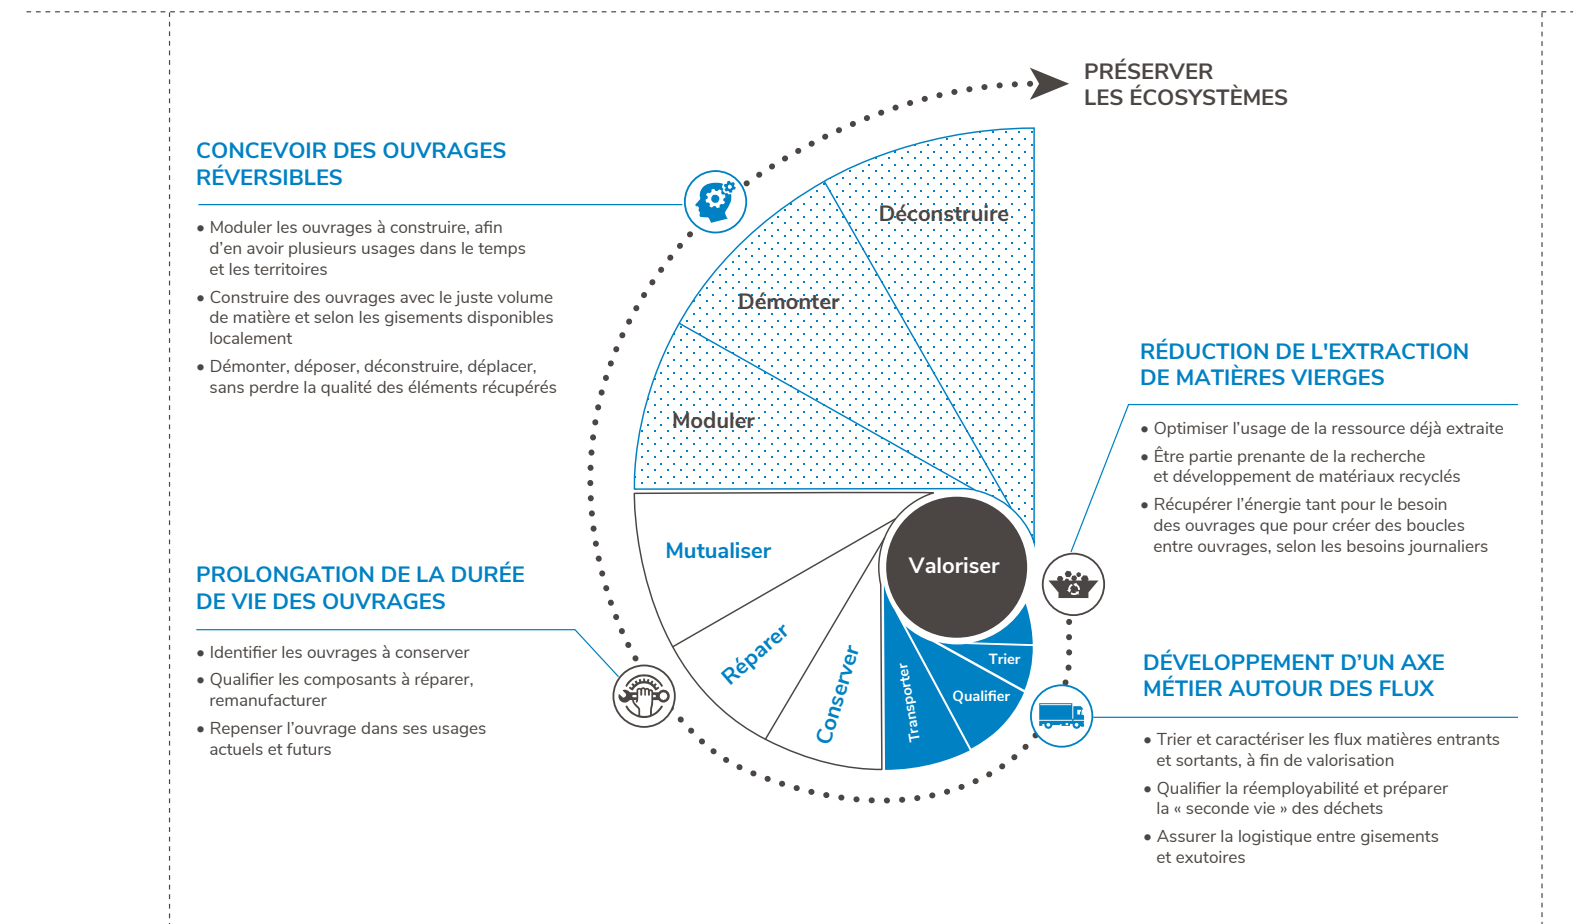 PRÉSERVER
LES ÉCOSYSTÈMES
CONCEVOIR DES OUVRAGES
RÉVERSIBLES
• Moduler les ouvrages à construire, afin
d'en avoir plusieurs usages dans le temps
et les territoires
• Construire des ouvrages avec le juste volume
de matière et selon les gisements disponibles
localement
• Démonter, déposer, déconstruire, déplacer,
sans perdre la qualité des éléments récupérés
Déconstruire
Démonter
Moduler
Mutualiser
Réparer
Conserver
Transporter
Qualifier
Trier
Valoriser
RÉDUCTION DE L'EXTRACTION
DE MATIÈRES VIERGES
• Optimiser l’usage de la ressource déjà extraite
• Être partie prenante de la recherche
et développement de matériaux recyclés
• Récupérer l’énergie tant pour le besoin
des ouvrages que pour créer des boucles
entre ouvrages, selon les besoins journaliers
PROLONGATION DE LA DURÉE
DE VIE DES OUVRAGES
• Identifier les ouvrages à conserver
• Qualifier les composants à réparer,
remanufacturer
• Repenser l’ouvrage dans ses usages
actuels et futurs
DÉVELOPPEMENT D’UN AXE
MÉTIER AUTOUR DES FLUX
• Trier et caractériser les flux matières entrants
et sortants, à fin de valorisation
• Qualifier la réemployabilité et préparer
la « seconde vie » des déchets
• Assurer la logistique entre gisements
et exutoires